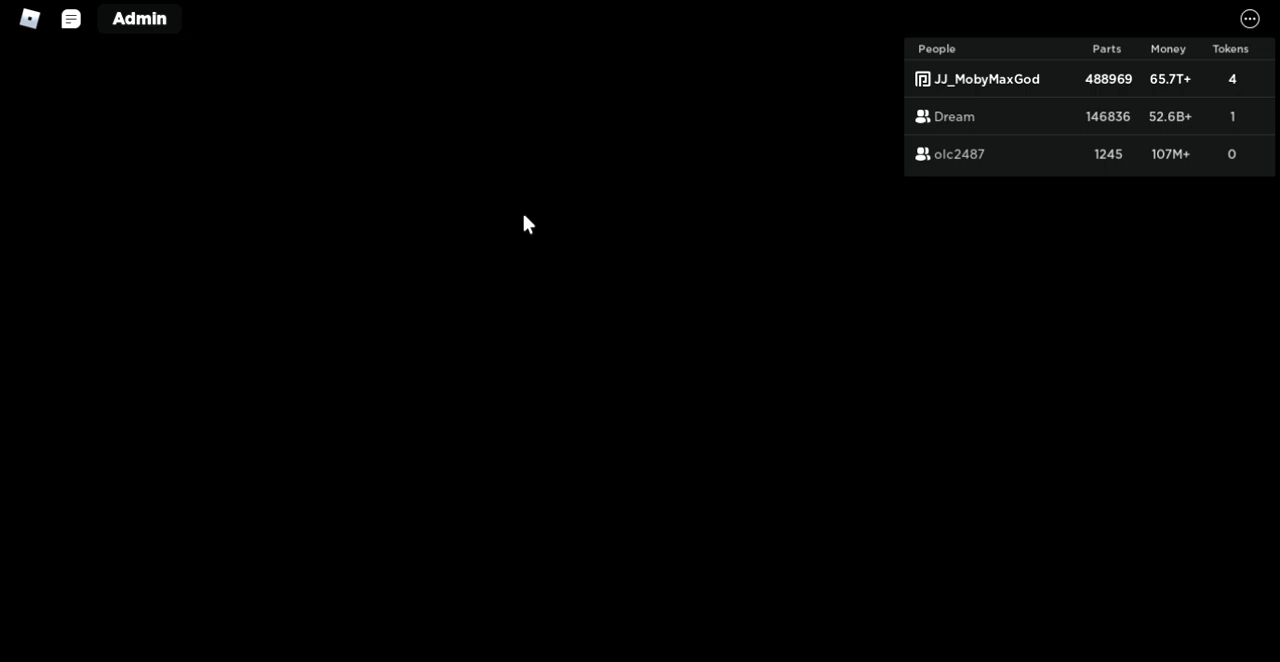 Admin
People Parts Money Tokens
JJ_MobyMaxGod 488969 65.7T+ 4
Dream 146836 52.6B+ 1
olc2487 1245 107M+ 0